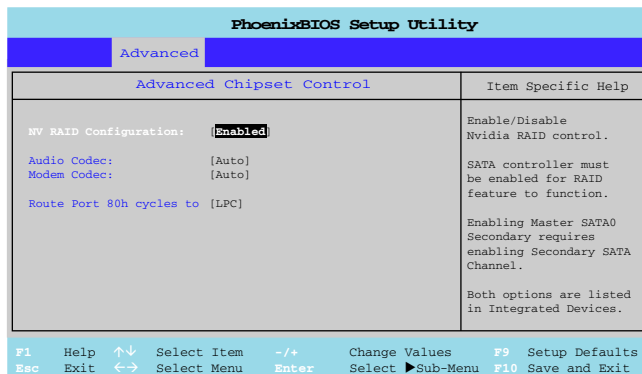 PhoenixBIOS Setup Utility
Advanced
Advanced Chipset Control
Item Specific Help
NV RAID Configuration: [Enabled]
Audio Codec: [Auto]
Modem Codec: [Auto]
Route Port 80h cycles to [LPC]
Enable/Disable
Nvidia RAID control.
SATA controller must
be enabled for RAID
feature to function.
Enabling Master SATA0
Secondary requires
enabling Secondary SATA
Channel.
Both options are listed
in Integrated Devices.
F1 Help ↑↓ Select Item -/+ Change Values F9 Setup Defaults
Esc Exit ←→ Select Menu Enter Select ▶Sub-Menu F10 Save and Exit